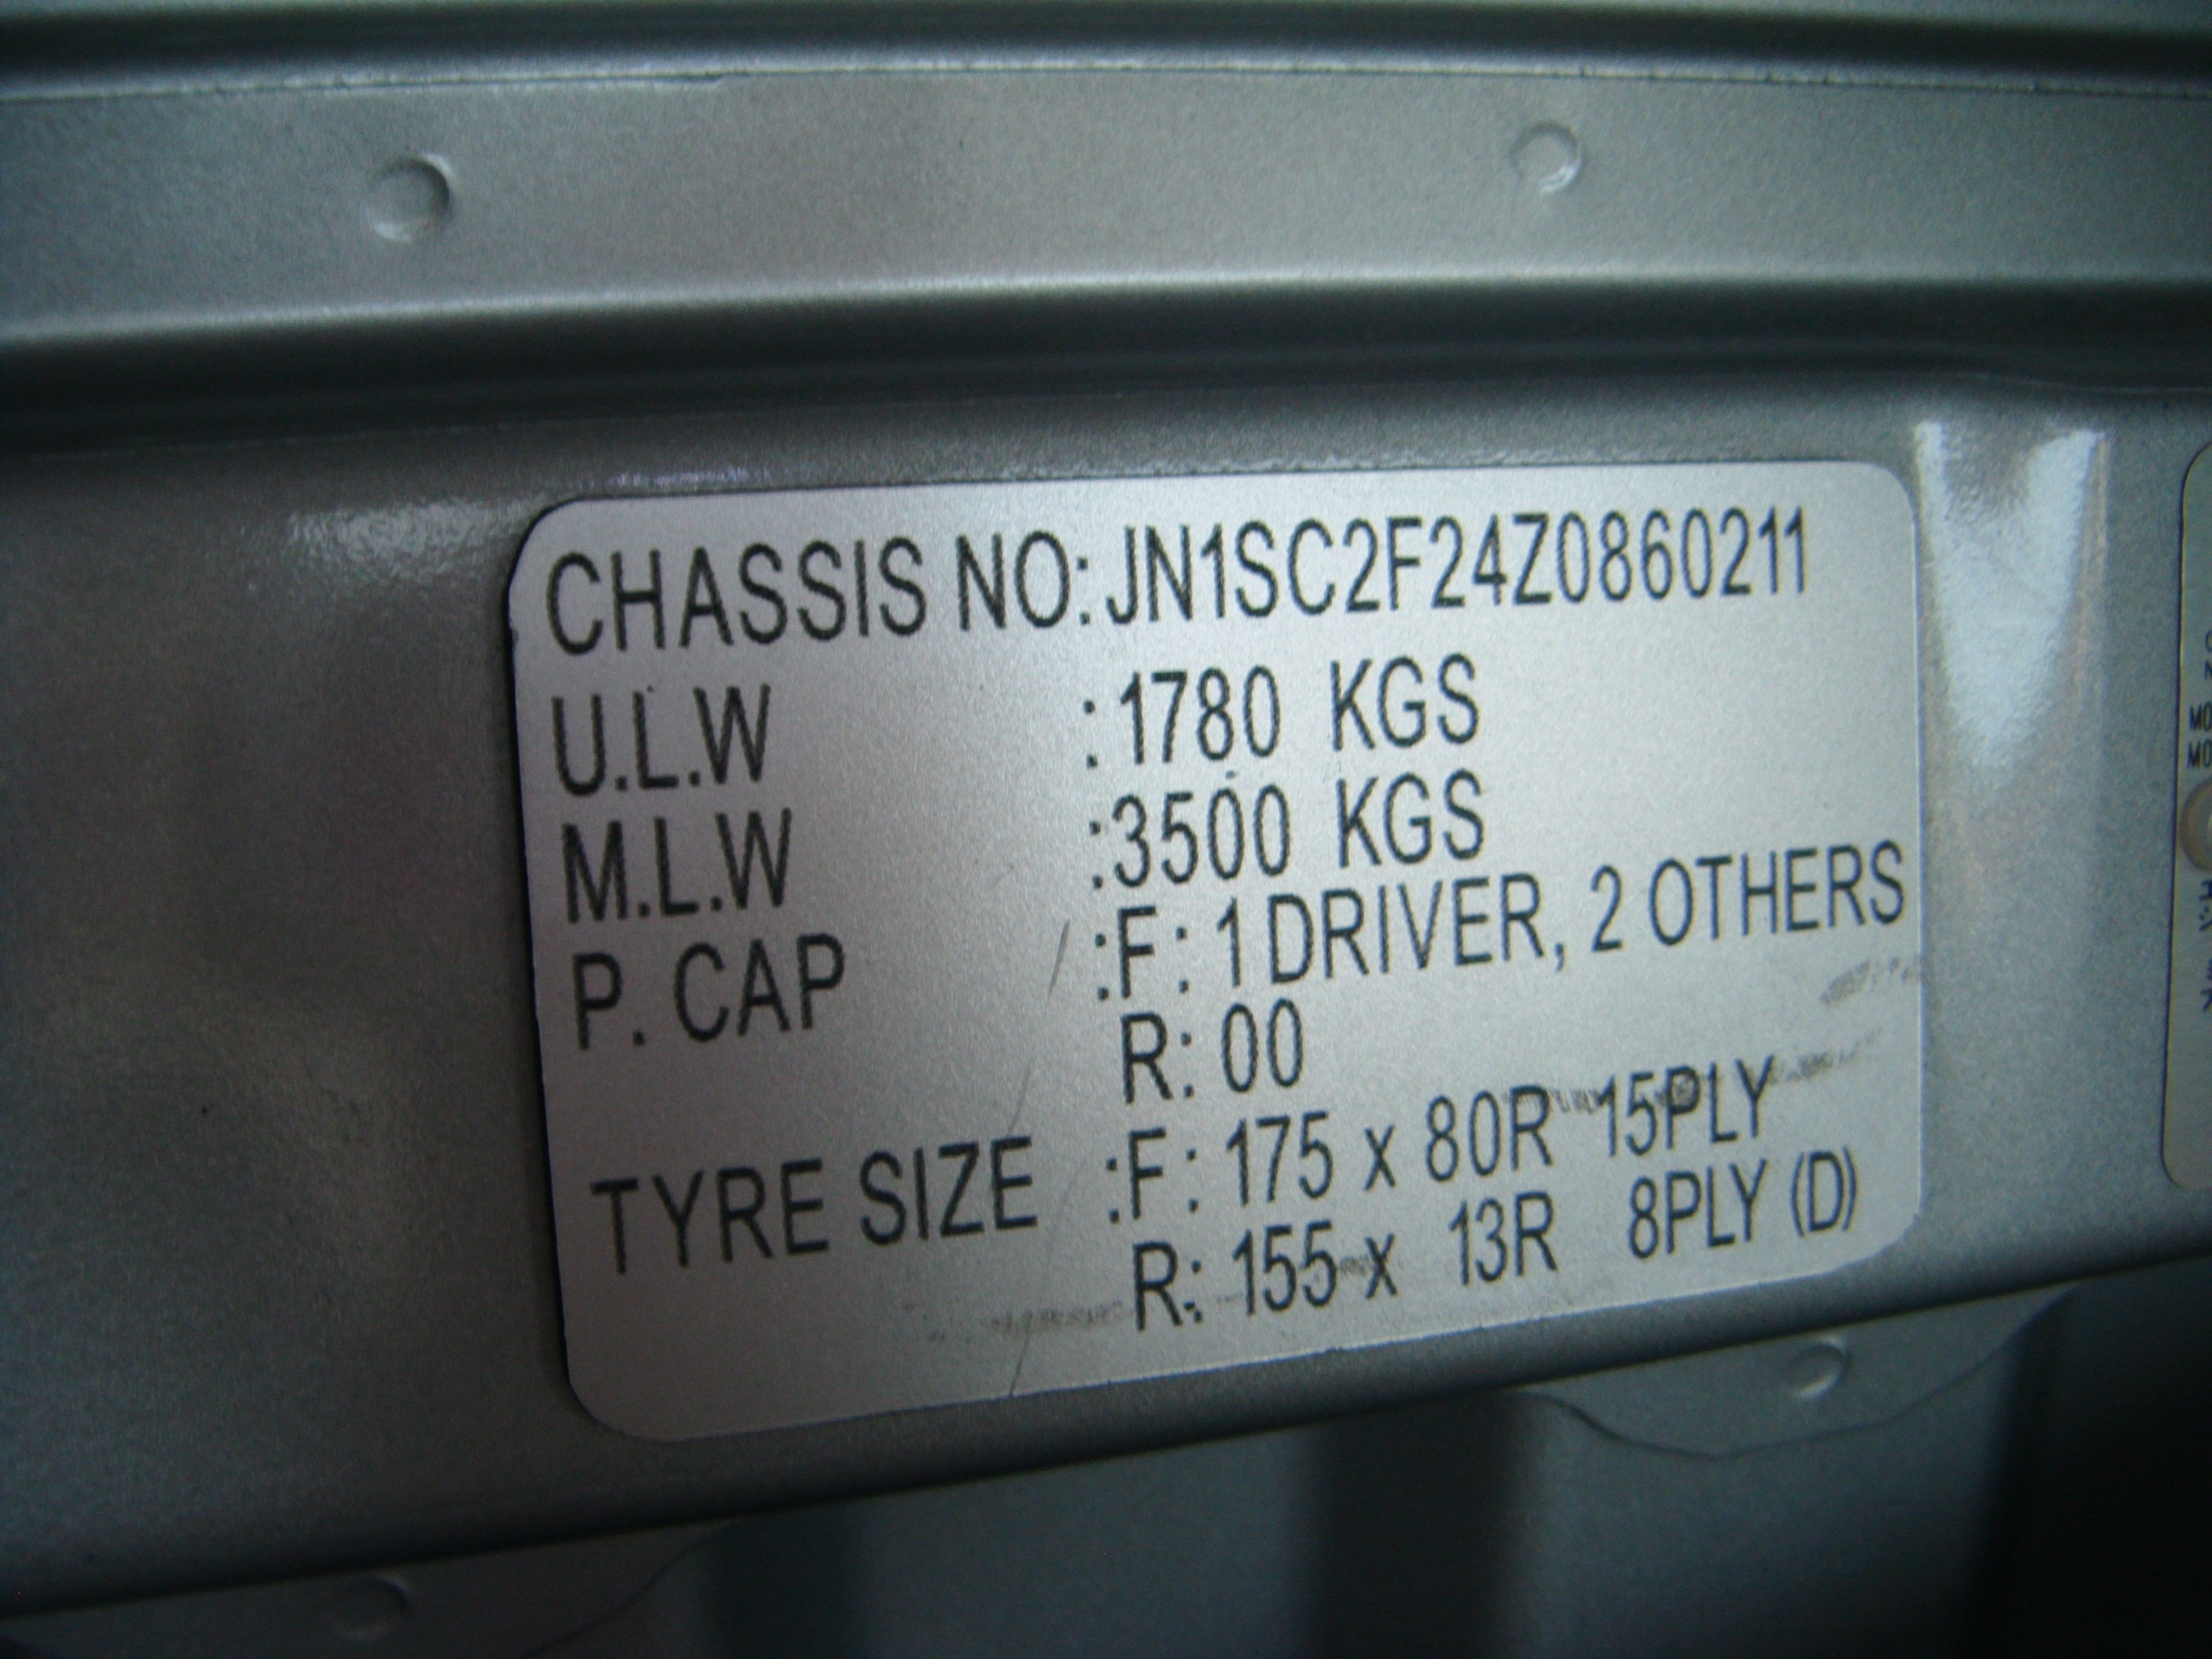 CHASSIS NO: JN1SC2F24Z0860211
U.L.W : 1780 KGS
M.L.W : 3500 KGS
P. CAP : F : 1 DRIVER, 2 OTHERS
R: 00
TYRE SIZE : F : 175 x 80R 15PLY
R: 155 x 13R 8PLY (D)